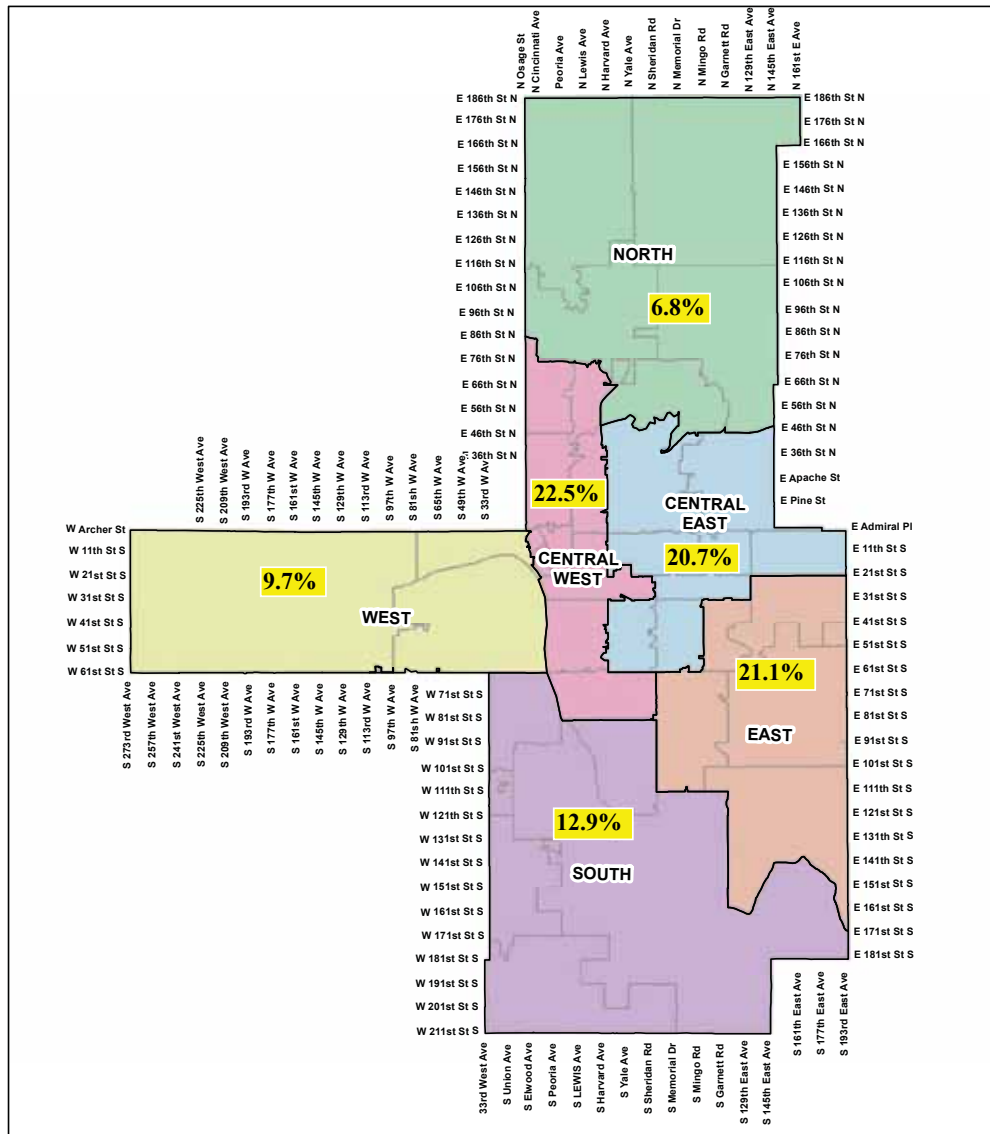 N Osage St
N Cincinnati Ave
Peoria Ave
N Lewis Ave
N Harvard Ave
N Yale Ave
N Sheridan Rd
N Memorial Dr
N Mingo Rd
N Garnett Rd
N 129th East Ave
N 145th East Ave
N 161st E Ave
E 186th St N
E 176th St N
E 166th St N
E 156th St N
E 146th St N
E 136th St N
E 126th St N
E 116th St N
E 106th St N
E 96th St N
E 86th St N
E 76th St N
E 66th St N
E 56th St N
E 46th St N
36th St N
E 186th St N
E 176th St N
E 166th St N
E 156th St N
E 146th St N
E 136th St N
E 126th St N
E 116th St N
E 106th St N
E 96th St N
E 86th St N
E 76th St N
E 66th St N
E 56th St N
E 46th St N
E 36th St N
E Apache St
E Pine St
NORTH
6.8%
S 225th West Ave
S 209th West Ave
S 193rd W Ave
S 177th W Ave
S 161st W Ave
S 145th W Ave
S 129th W Ave
S 113rd W Ave
S 97th W Ave
S 81sh W Ave
S 65th W Ave
S 49th W Ave
S 33rd W Av
22.5%
CENTRAL
WEST
CENTRAL
EAST
20.7%
W Archer St
W 11th St S
W 21st St S
W 31st St S
W 41st St S
W 51st St S
W 61st St S
9.7%
WEST
E Admiral Pl
E 11th St S
E 21st St S
E 31st St S
E 41st St S
E 51st St S
E 61st St S
E 71st St S
E 81st St S
E 91st St S
E 101st St S
E 111th St S
E 121st St S
E 131th St S
E 141th St S
E 151st St S
E 161st St S
E 171st St S
E 181st St S
21.1%
EAST
S 273rd West Ave
S 257th West Ave
S 241st West Ave
S 225th West Ave
S 209th West Ave
S 193rd W Ave
S 177th W Ave
S 161st W Ave
S 145th W Ave
S 129th W Ave
S 113rd W Ave
S 97th W Ave
S 81sh W Ave
W 71st St S
W 81st St S
W 91st St S
W 101st St S
W 111th St S
W 121th St S
W 131st St S
W 141st St S
W 151st St S
W 161st St S
W 171st St S
W 181st St S
W 191st St S
W 201st St S
W 211st St S
12.9%
SOUTH
33rd West Ave
S Union Ave
S Elwood Ave
S Peoria Ave
S LEWIS Ave
S Harvard Ave
S Yale Ave
S Sheridan Rd
S Memorial Dr
S Mingo Rd
S Garnett Rd
S 129th East Ave
S 145th East Ave
S 161th East Ave
S 177th East Ave
S 193rd East Ave